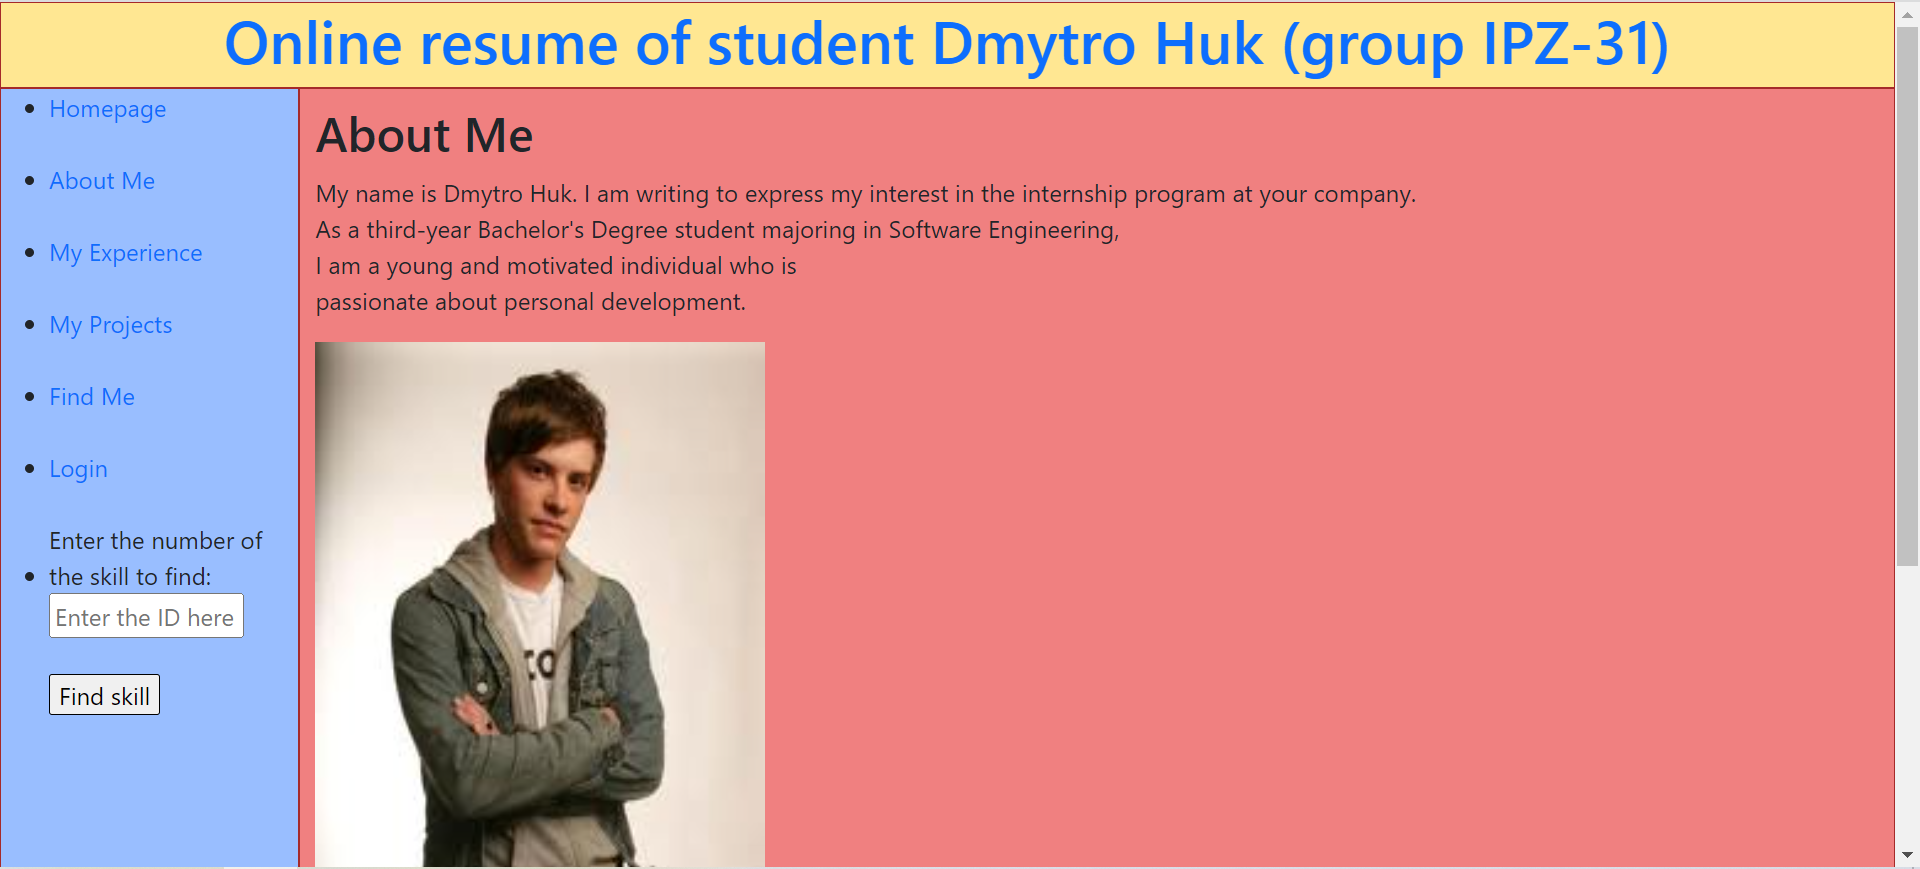 Online resume of student Dmytro Huk (group IPZ-31)
Homepage
About Me
My Experience
My Projects
Find Me
Login
Enter the number of
the skill to find:
Enter the ID here
Find skill
About Me
My name is Dmytro Huk. I am writing to express my interest in the internship program at your company.
As a third-year Bachelor's Degree student majoring in Software Engineering,
I am a young and motivated individual who is
passionate about personal development.